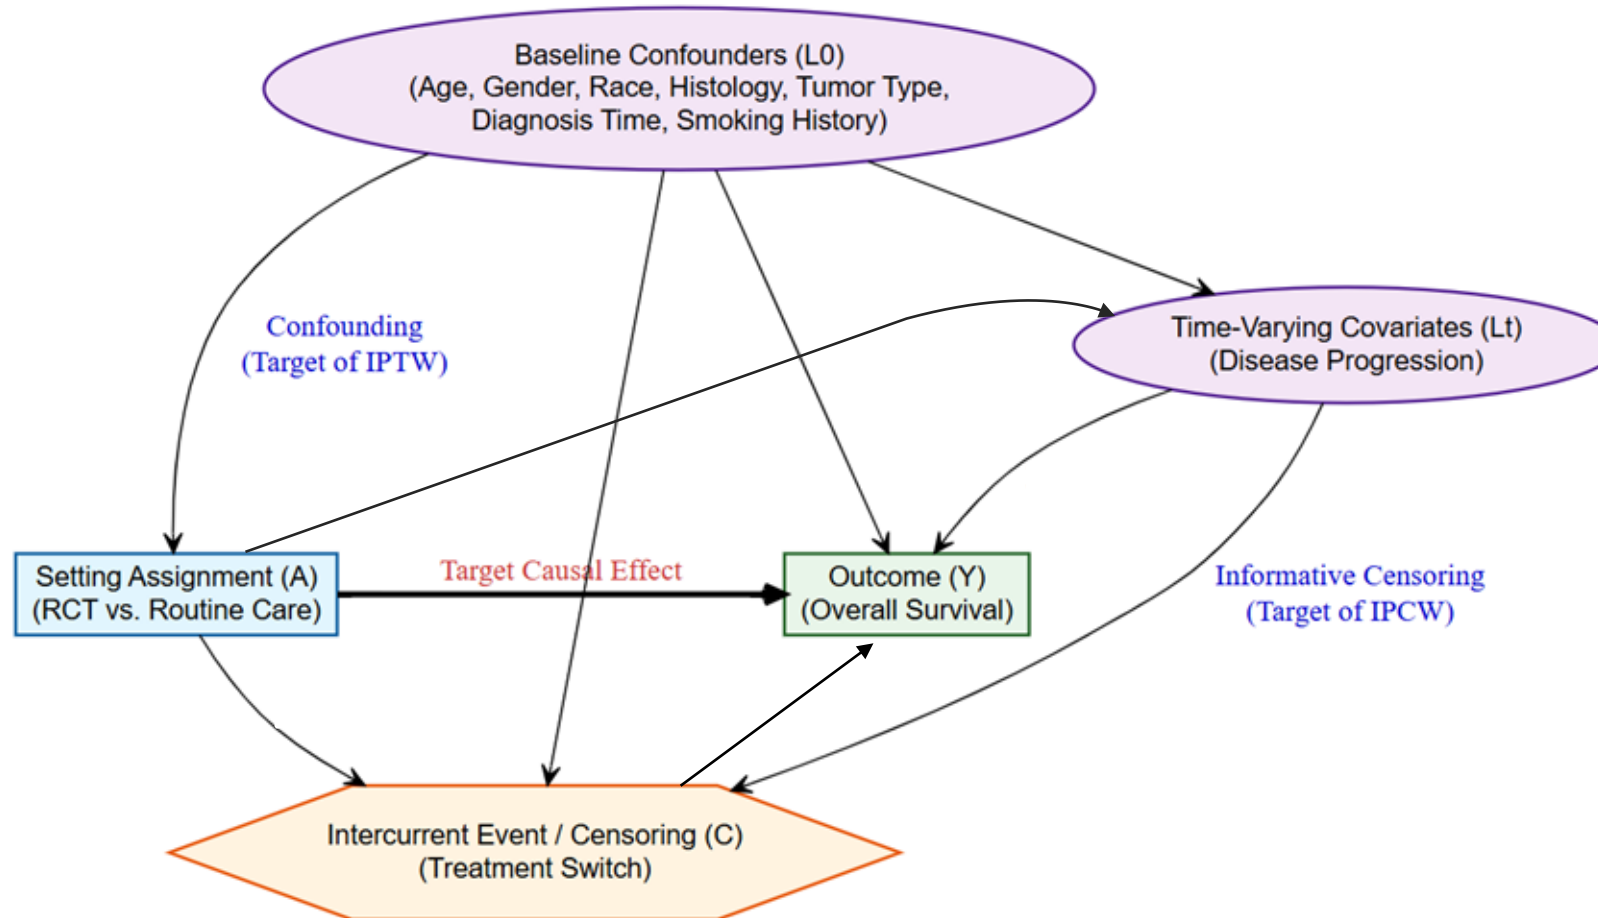 Baseline Confounders (L0)
(Age, Gender, Race, Histology, Tumor Type,
Diagnosis Time, Smoking History)
Confounding
(Target of IPTW)
Time-Varying Covariates (Lt)
(Disease Progression)
Setting Assignment (A)
(RCT vs. Routine Care)
Target Causal Effect
Outcome (Y)
(Overall Survival)
Informative Censoring
(Target of IPCW)
Intercurrent Event / Censoring (C)
(Treatment Switch)